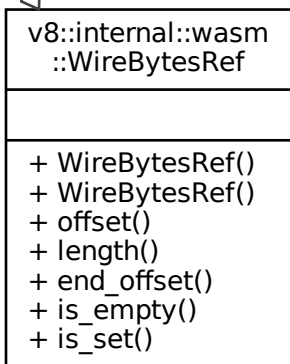 v8::internal::wasm
::WireBytesRef
+ WireBytesRef()
+ WireBytesRef()
+ offset()
+ length()
+ end_offset()
+ is_empty()
+ is_set()